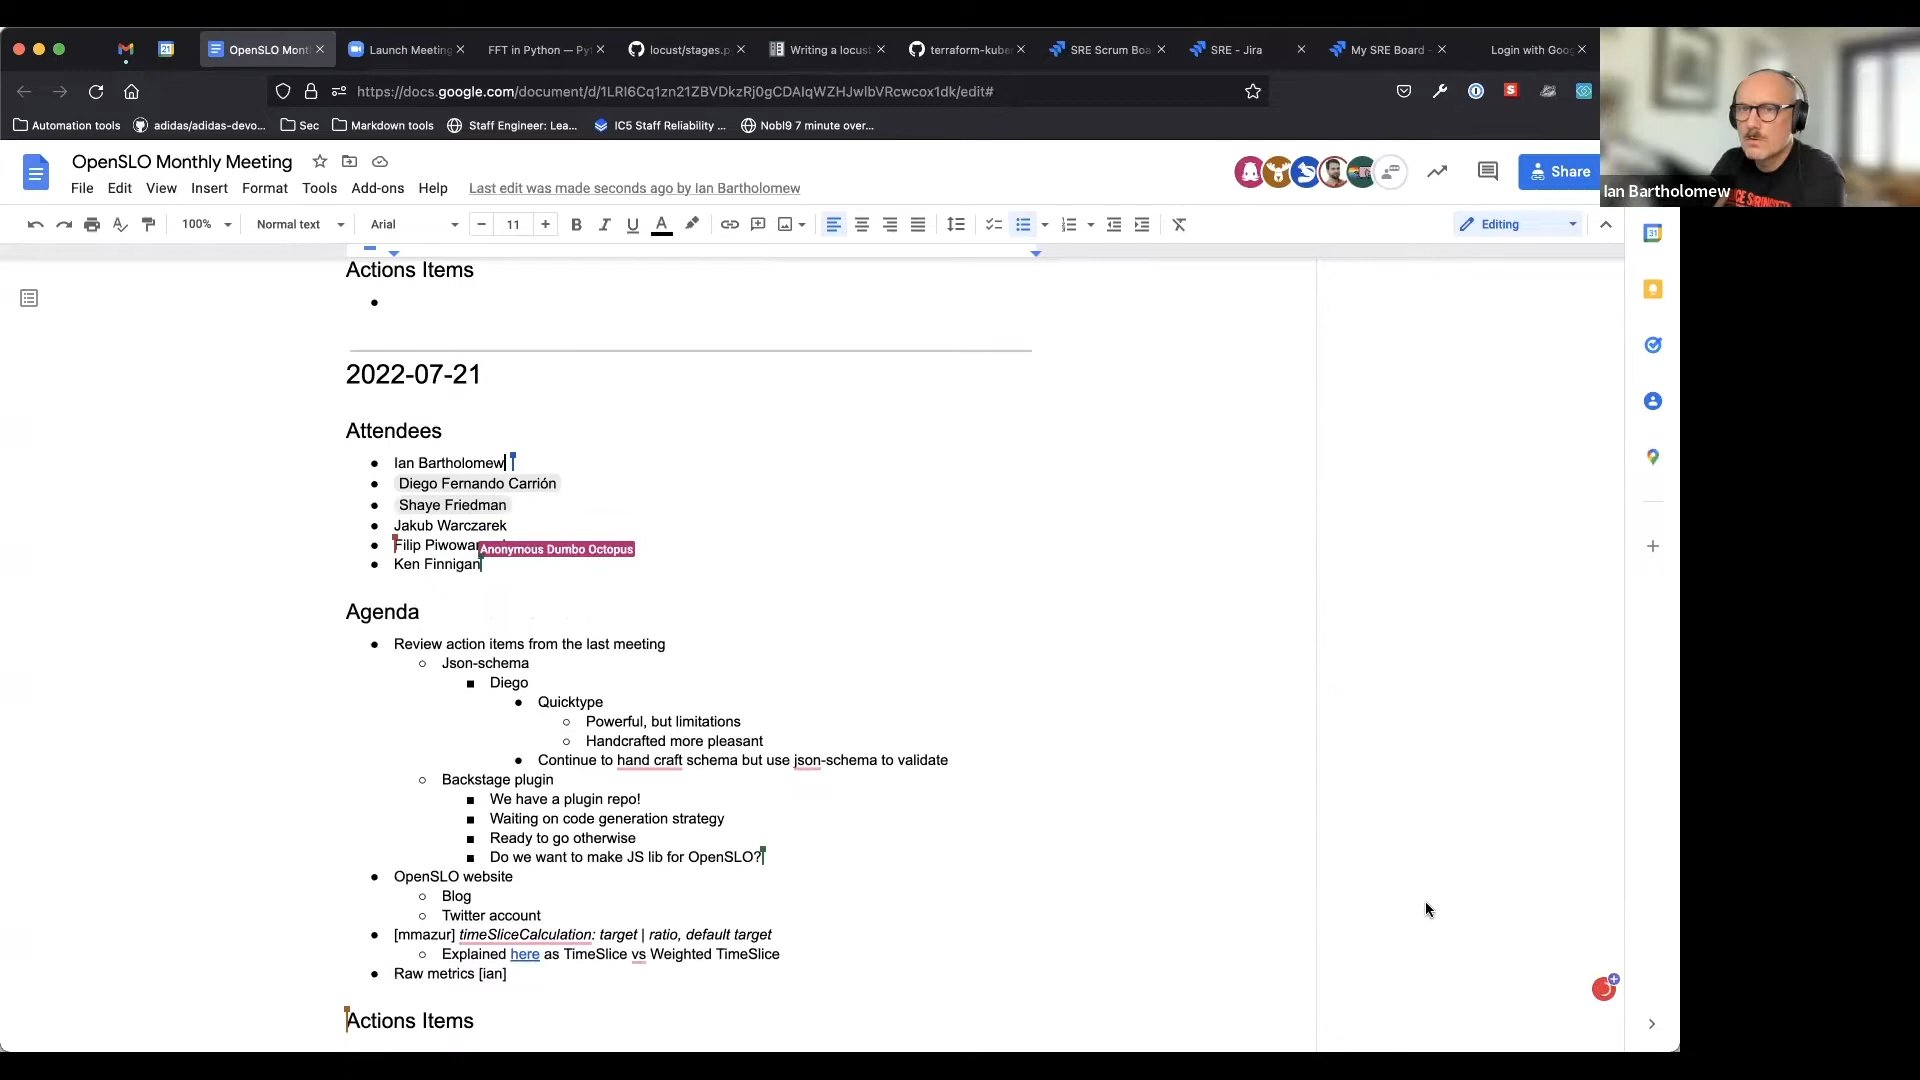 OpenSLO Mont
Launch Meeting
FFT in Python — Py
locust/stages.p
Writing a locust
terraform-kube
SRE Scrum Boa
SRE - Jira
My SRE Board -
Login with Goog
https://docs.google.com/document/d/1LRI6Cq1zn21ZBVDkzRj0gCDAIqWZHJwlbVRcwcox1dk/edit#
Automation tools
adidas/adidas-devo...
Sec
Markdown tools
Staff Engineer: Lea...
IC5 Staff Reliability ...
Nobl9 7 minute over...
OpenSLO Monthly Meeting
Share
Ian Bartholomew
File Edit View Insert Format Tools Add-ons Help
Last edit was made seconds ago by Ian Bartholomew
100% Normal text Arial 11 Editing
Actions Items
2022-07-21
Attendees
Ian Bartholomew
Diego Fernando Carrión
Shaye Friedman
Jakub Warczarek
Filip Piwowar
Anonymous Dumbo Octopus
Ken Finnigan
Agenda
Review action items from the last meeting
Json-schema
Diego
Quicktype
Powerful, but limitations
Handcrafted more pleasant
Continue to hand craft schema but use json-schema to validate
Backstage plugin
We have a plugin repo!
Waiting on code generation strategy
Ready to go otherwise
Do we want to make JS lib for OpenSLO?
OpenSLO website
Blog
Twitter account
[mmazur] timeSliceCalculation: target | ratio, default target
Explained here as TimeSlice vs Weighted TimeSlice
Raw metrics [ian]
Actions Items